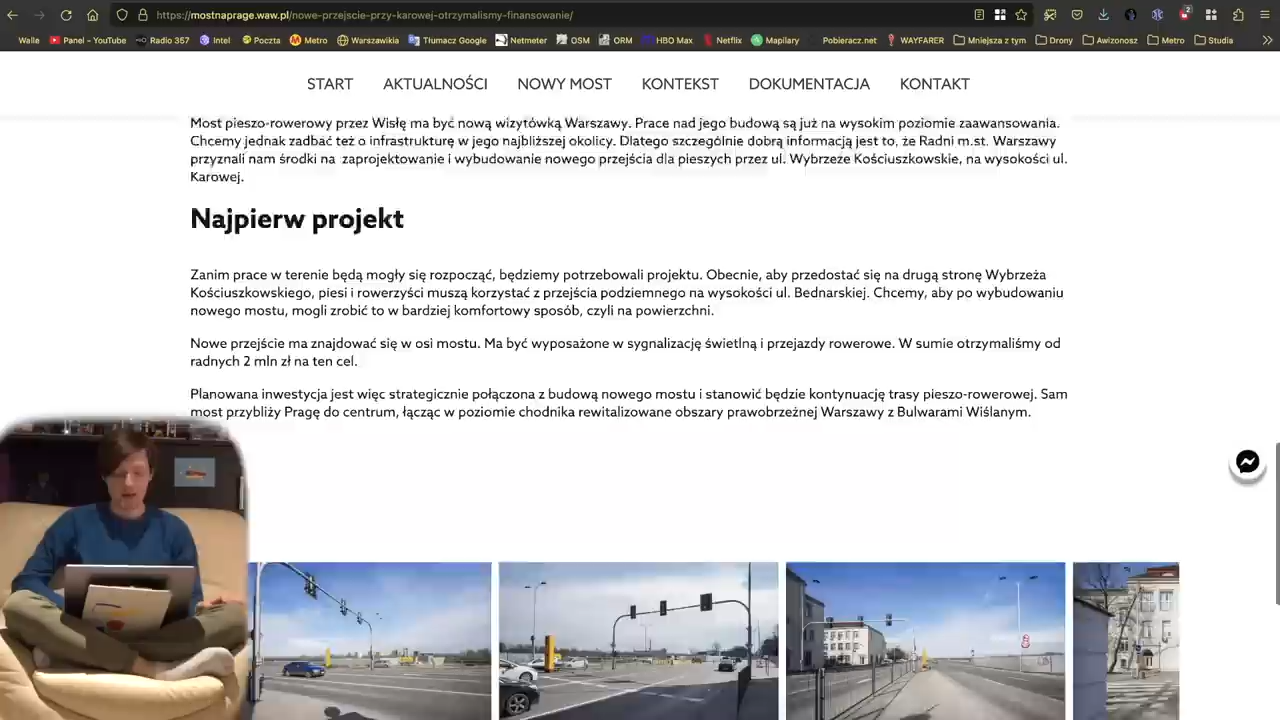 https://mostnaprage.waw.pl/nowe-przejscie-przy-karowej-otrzymalismy-finansowanie/
2
Walla Panel - YouTube Radio 357 Intel Poczta Metro Warszawikia Tłumacz Google Netmeter OSM ORM HBO Max Netflix Mapilary Pobieracz.net WAYFARER Mniejsza z tym Drony Awizonosz Metro Studia
START AKTUALNOŚCI NOWY MOST KONTEKST DOKUMENTACJA KONTAKT
Most pieszo-rowerowy przez Wisłę ma być nową wizytówką Warszawy. Prace nad jego budową są już na wysokim poziomie zaawansowania.
Chcemy jednak zadbać też o infrastrukturę w jego najbliższej okolicy. Dlatego szczególnie dobrą informacją jest to, że Radni m.st. Warszawy
przyznali nam środki na zaprojektowanie i wybudowanie nowego przejścia dla pieszych przez ul. Wybrzeże Kościuszkowskie, na wysokości ul.
Karowej.
Najpierw projekt
Zanim prace w terenie będą mogły się rozpocząć, będziemy potrzebowali projektu. Obecnie, aby przedostać się na drugą stronę Wybrzeża
Kościuszkowskiego, piesi i rowerzyści muszą korzystać z przejścia podziemnego na wysokości ul. Bednarskiej. Chcemy, aby po wybudowaniu
nowego mostu, mogli zrobić to w bardziej komfortowy sposób, czyli na powierzchni.
Nowe przejście ma znajdować się w osi mostu. Ma być wyposażone w sygnalizację świetlną i przejazdy rowerowe. W sumie otrzymaliśmy od
radnych 2 mln zł na ten cel.
Planowana inwestycja jest więc strategicznie połączona z budową nowego mostu i stanowić będzie kontynuację trasy pieszo-rowerowej. Sam
most przybliży Pragę do centrum, łącząc w poziomie chodnika rewitalizowane obszary prawobrzeżnej Warszawy z Bulwarami Wiślanym.